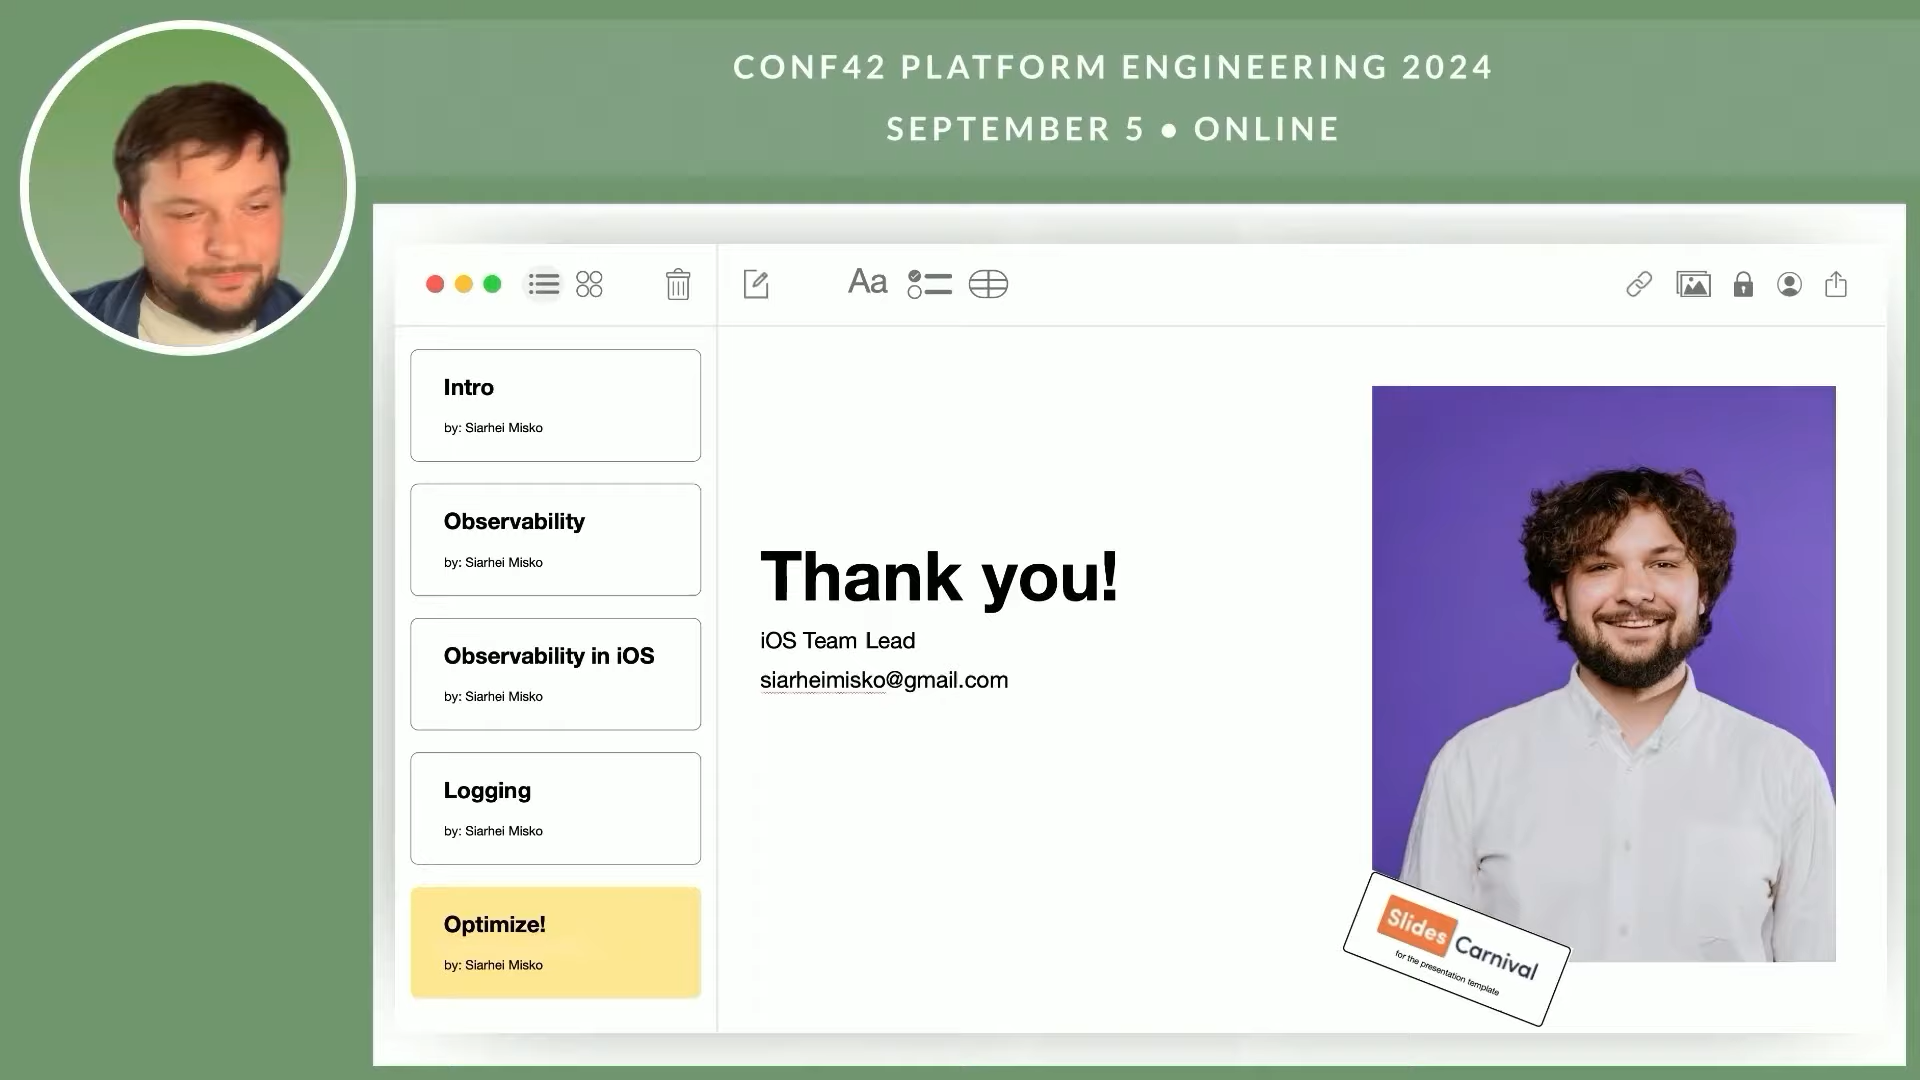 CONF42 PLATFORM ENGINEERING 2024
SEPTEMBER 5 • ONLINE
Aa
Intro
by: Siarhei Misko
Observability
by: Siarhei Misko
Observability in iOS
by: Siarhei Misko
Logging
by: Siarhei Misko
Optimize!
by: Siarhei Misko
Thank you!
iOS Team Lead
siarheimisko@gmail.com
Slides Carnival
for the presentation template